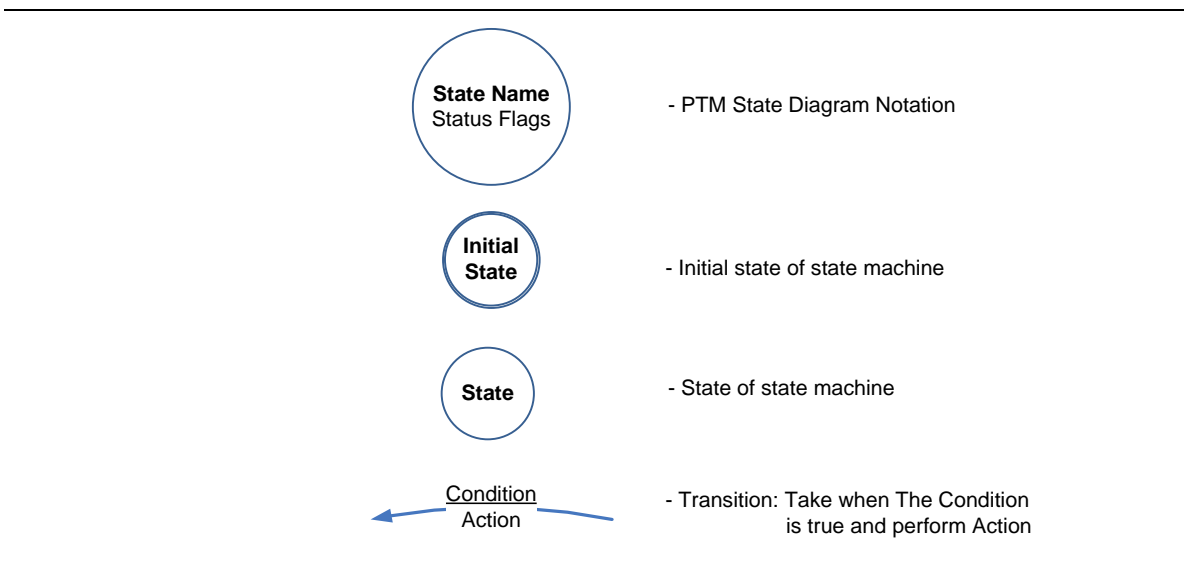 State Name
Status Flags
- PTM State Diagram Notation
Initial
State
- Initial state of state machine
State
- State of state machine
Condition
Action
- Transition: Take when The Condition
is true and perform Action